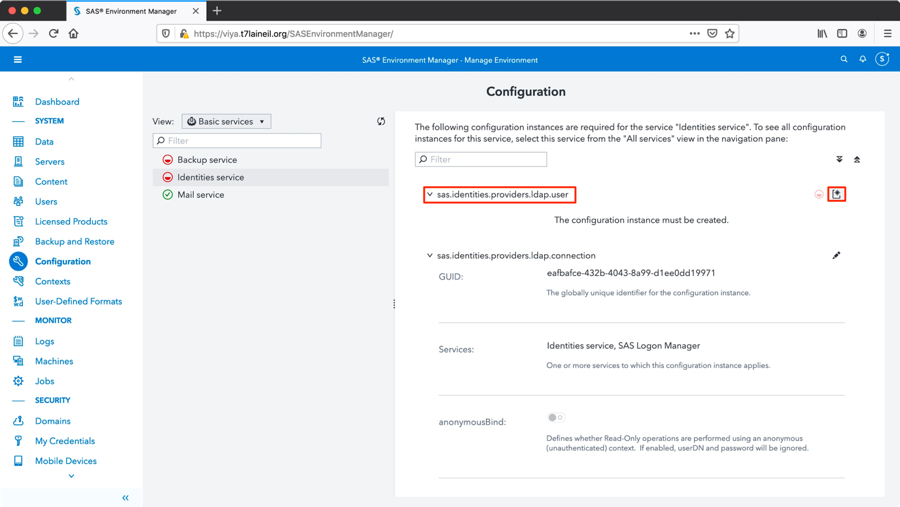 SAS® Environment Manager
https://viya.t7laineil.org/SASEnvironmentManager/
SAS® Environment Manager - Manage Environment
S
Dashboard
SYSTEM
Data
Servers
Content
Users
Licensed Products
Backup and Restore
Configuration
Contexts
User-Defined Formats
MONITOR
Logs
Machines
Jobs
SECURITY
Domains
My Credentials
Mobile Devices
View: Basic services
Filter
Backup service
Identities service
Mail service
Configuration
The following configuration instances are required for the service "Identities service". To see all configuration
instances for this service, select this service from the "All services" view in the navigation pane:
Filter
sas.identities.providers.ldap.user
The configuration instance must be created.
sas.identities.providers.ldap.connection
GUID: eafbafce-432b-4043-8a99-d1ee0dd19971
The globally unique identifier for the configuration instance.
Services: Identities service, SAS Logon Manager
One or more services to which this configuration instance applies.
anonymousBind:
Defines whether Read-Only operations are performed using an anonymous
(unauthenticated) context. If enabled, userDN and password will be ignored.